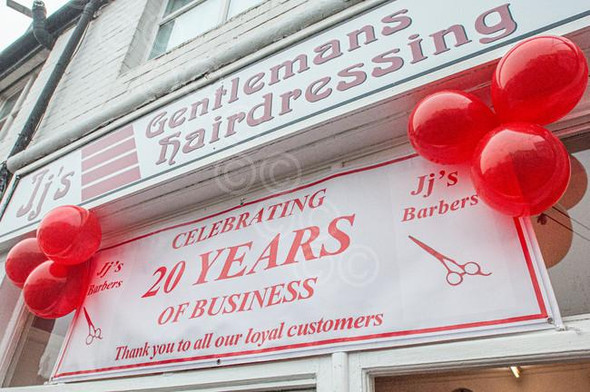 Jj's
Gentlemans
hairdressing
CELEBRATING
20 YEARS
OF BUSINESS
Thank you to all our loyal customers
Jj's
Barbers
Jj's
Barbers
© © © ©